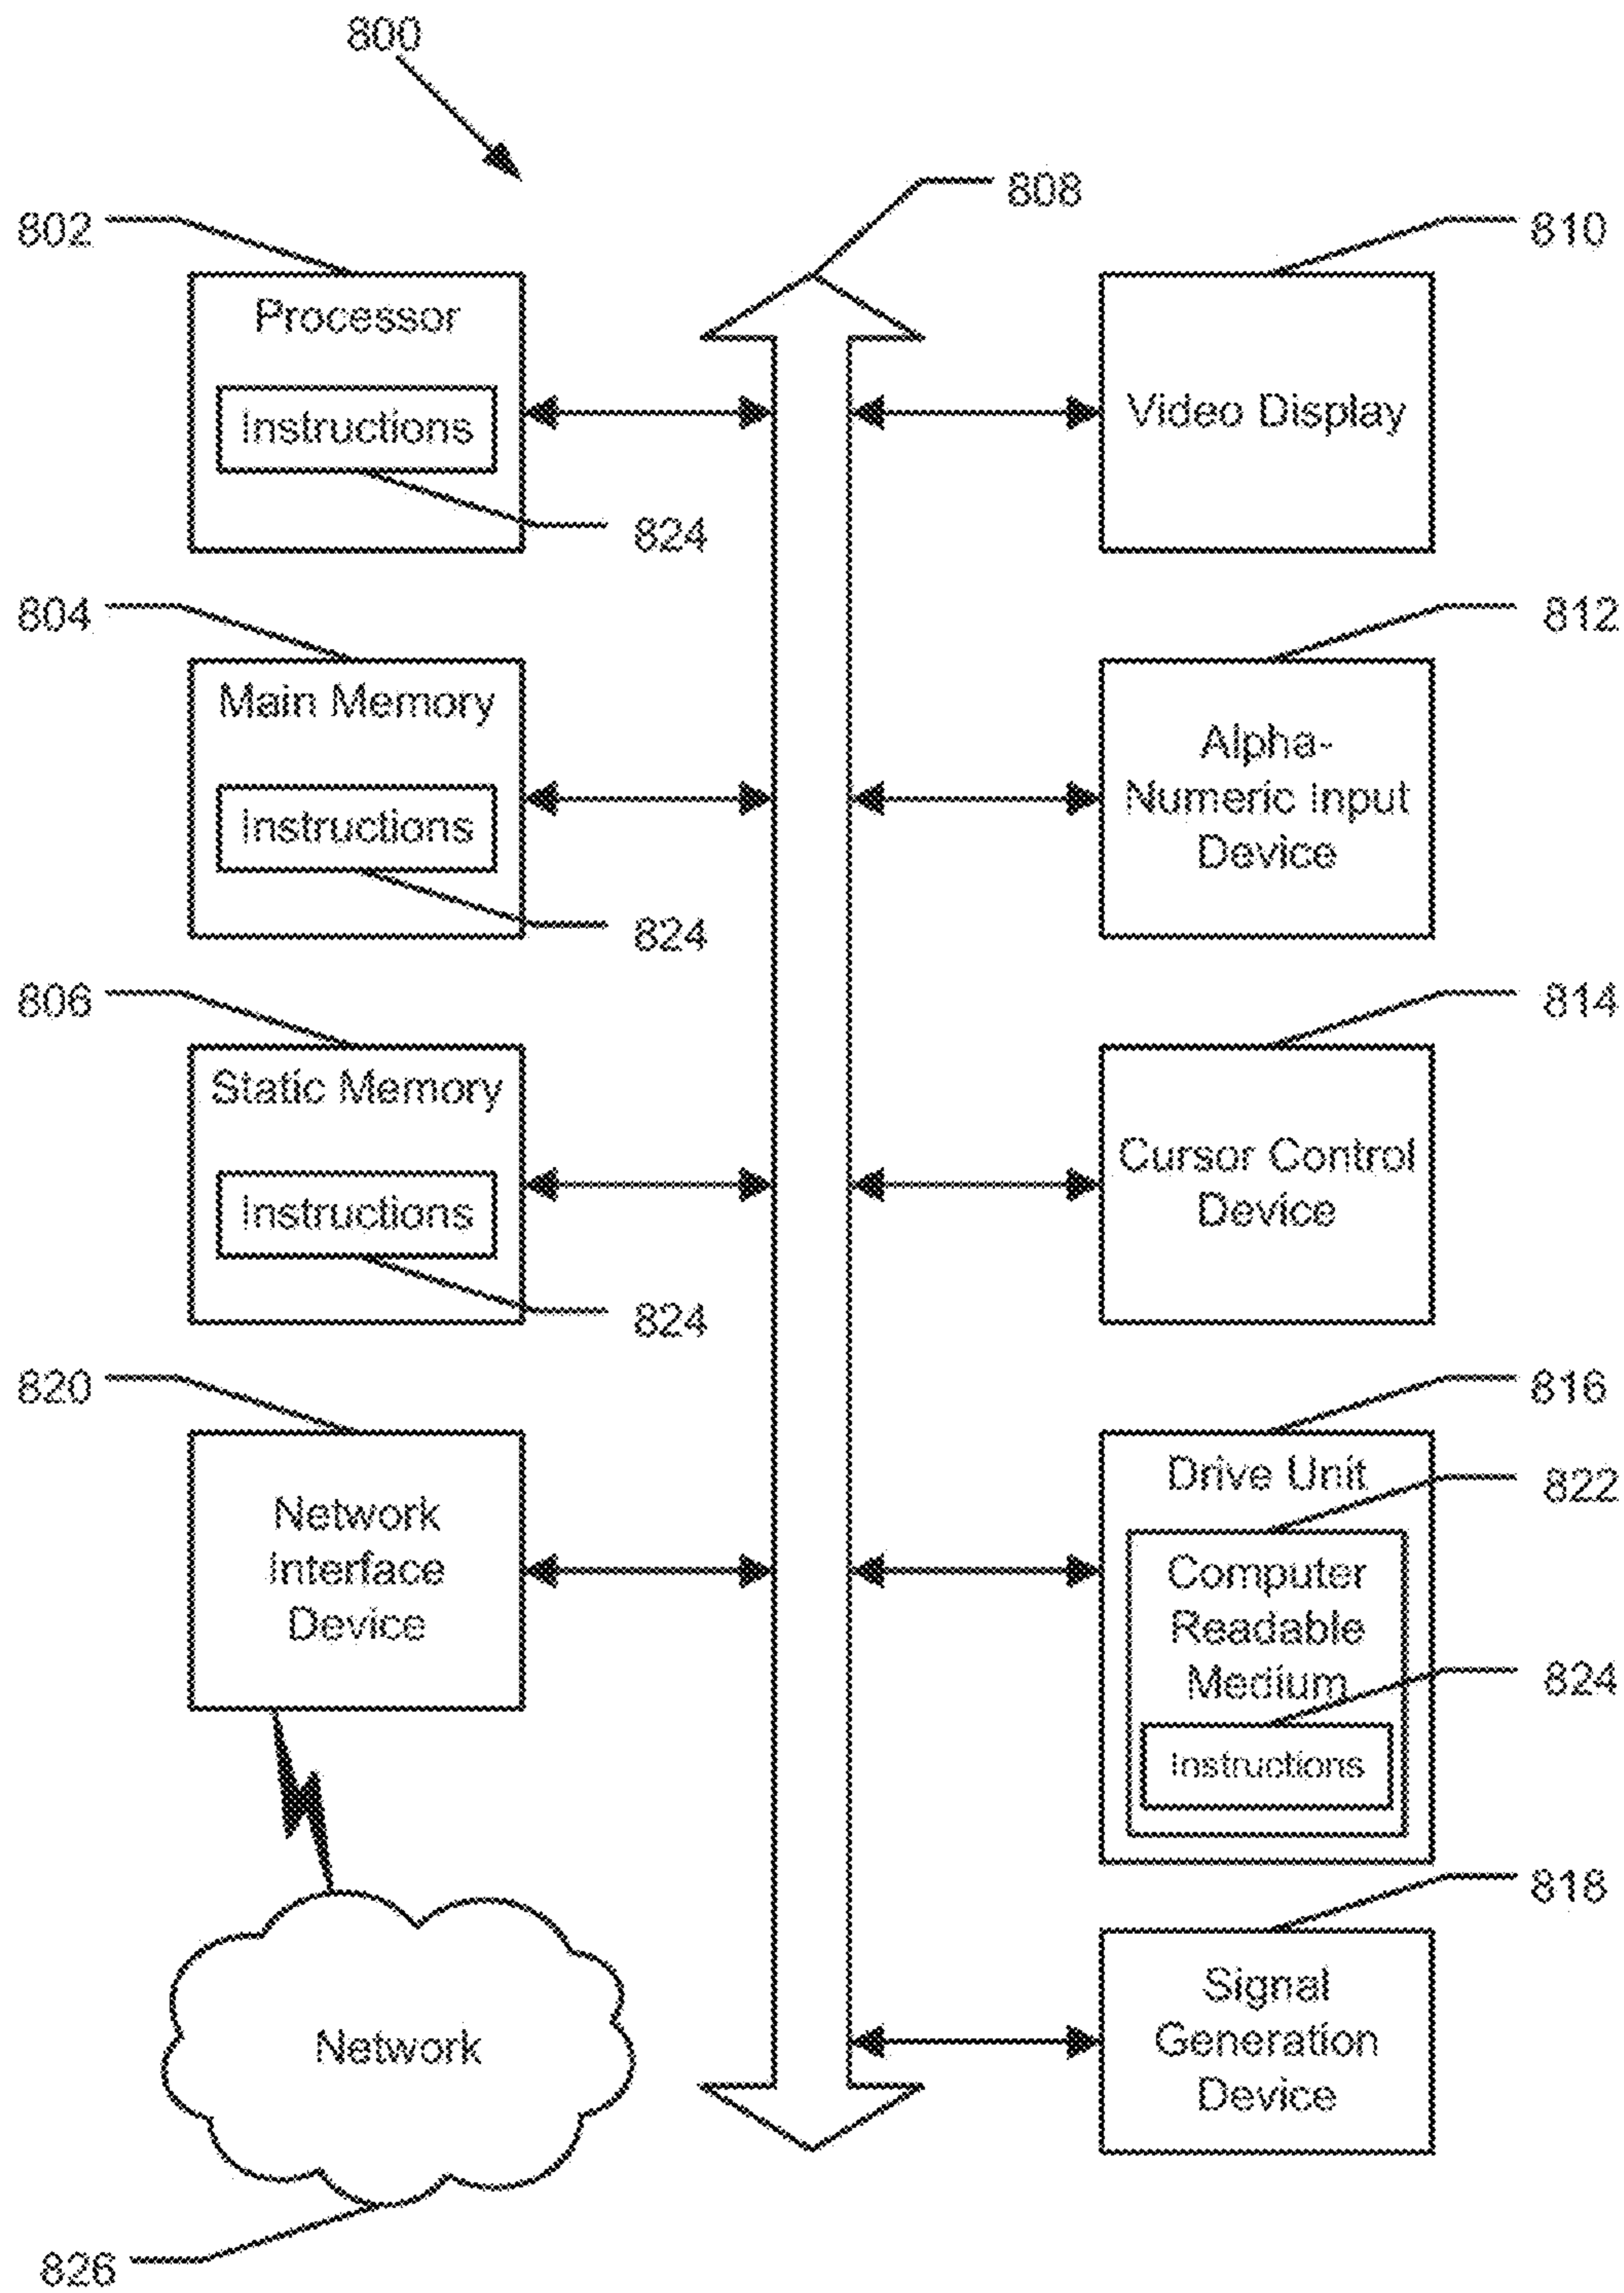 800
808
802
810
Processor
Instructions
Video Display
824
804
812
Main Memory
Instructions
Alpha-
Numeric Input
Device
824
806
814
Static Memory
Instructions
Cursor Control
Device
824
820
816
Network
Interface
Device
Drive Unit
822
Computer
Readable
Medium
824
Instructions
818
Network
Signal
Generation
Device
826